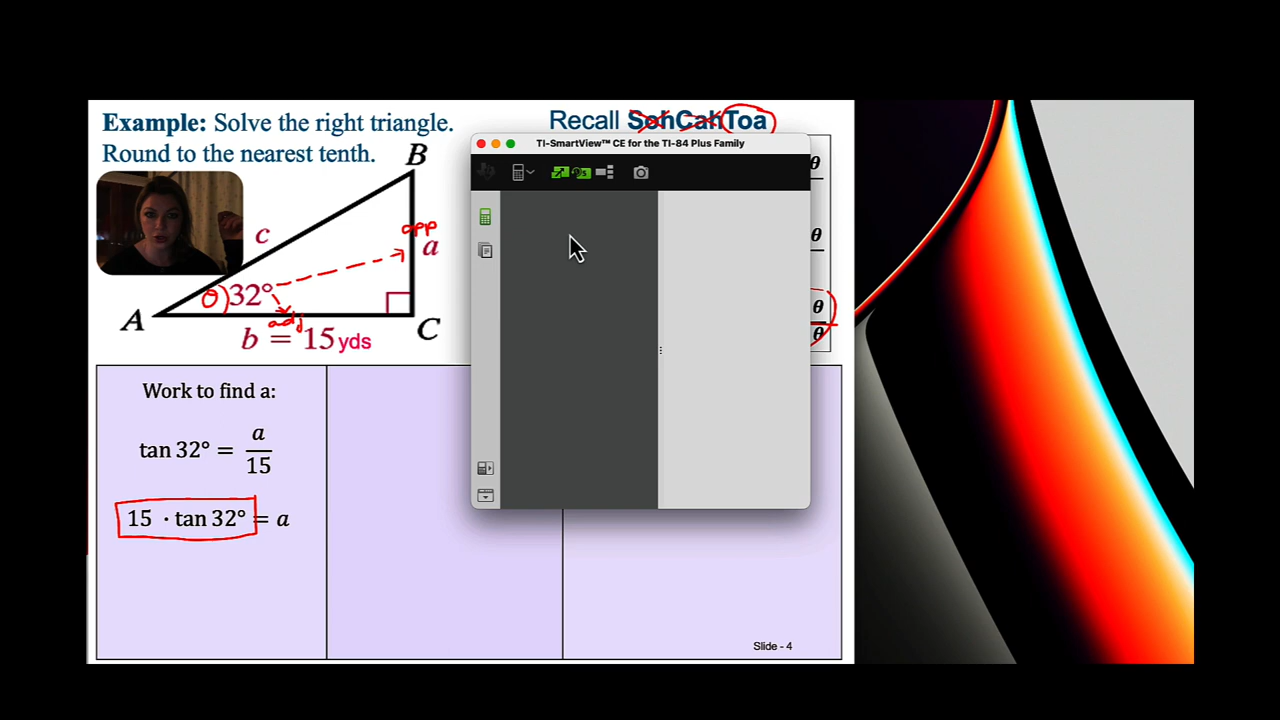 Example: Solve the right triangle.
Round to the nearest tenth.
Recall SohCahToa
TI-SmartView™ CE for the TI-84 Plus Family
B
c
opp
a
θ
θ) 32°
A
adj
C
b = 15 yds
θ
θ
θ
Work to find a:
tan 32° = a/15
15 · tan 32° = a
Slide - 4